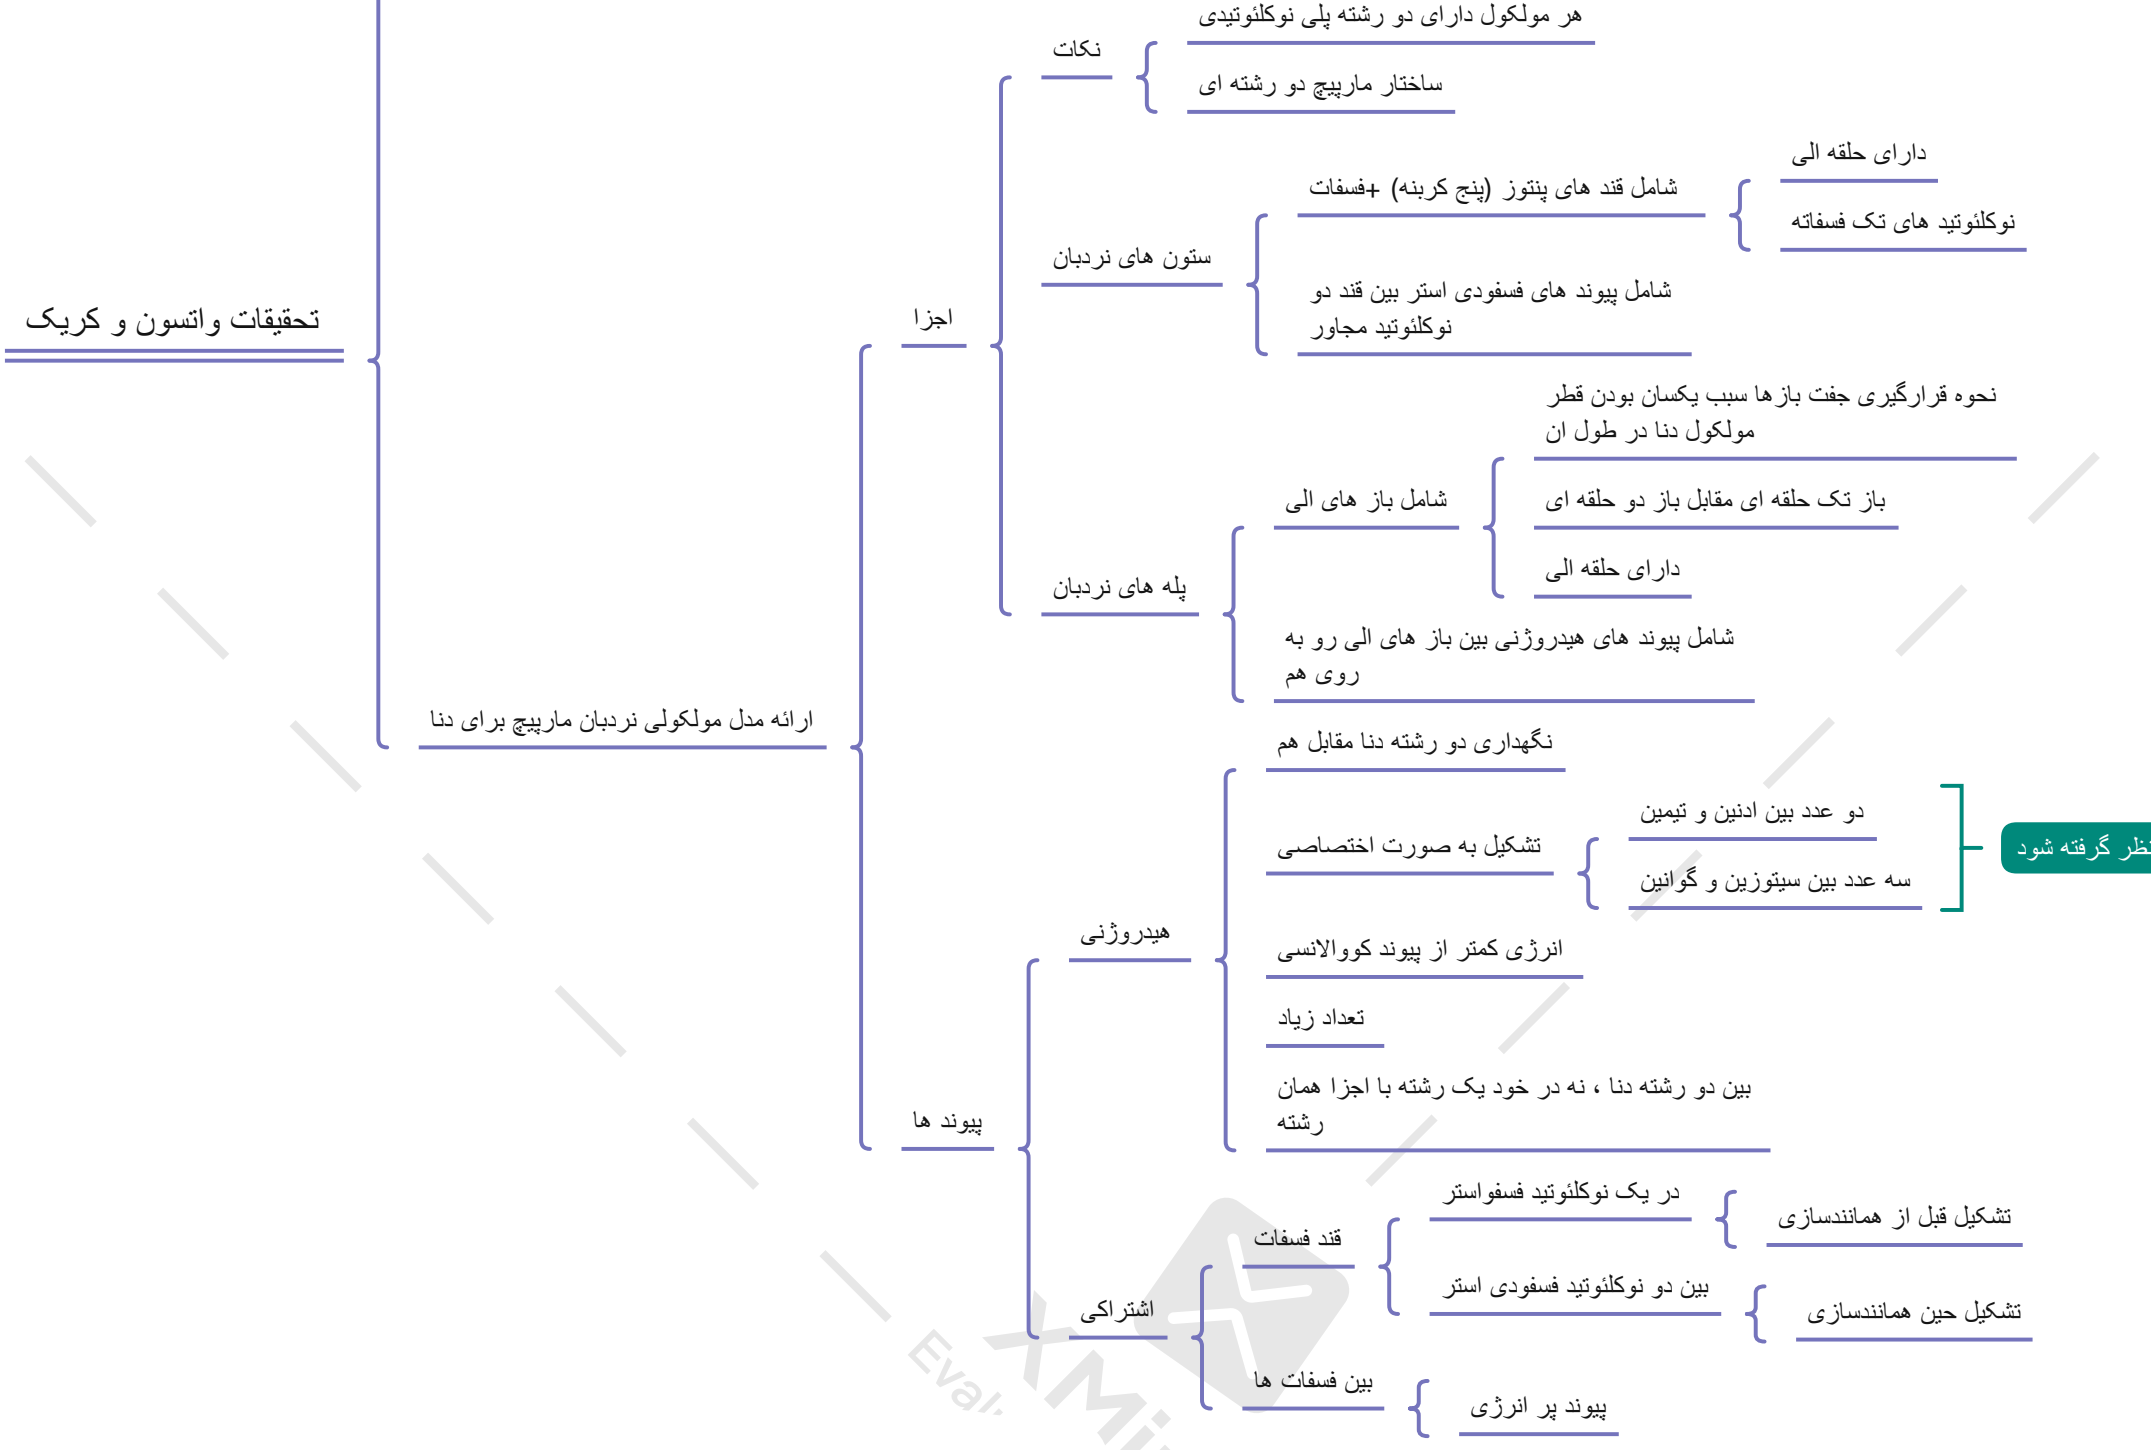 هر مولکول دارای دو رشته پلی نوکلئوتیدی
نکات
ساختار مارپیچ دو رشته ای
دارای حلقه الی
شامل قند های پنتوز (پنج کربنه) +فسفات
نوکلئوتید های تک فسفاته
ستون های نردبان
شامل پیوند های فسفودی استر بین قند دو
نوکلئوتید مجاور
تحقیقات واتسون و کریک
اجزا
نحوه قرارگیری جفت بازها سبب یکسان بودن قطر
مولکول دنا در طول ان
شامل باز های الی
باز تک حلقه ای مقابل باز دو حلقه ای
دارای حلقه الی
پله های نردبان
شامل پیوند های هیدروژنی بین باز های الی رو به
روی هم
ارائه مدل مولکولی نردبان مارپیچ برای دنا
نگهداری دو رشته دنا مقابل هم
دو عدد بین ادنین و تیمین
تشکیل به صورت اختصاصی
نظر گرفته شود
سه عدد بین سیتوزین و گوانین
هیدروژنی
انرژی کمتر از پیوند کووالانسی
تعداد زیاد
بین دو رشته دنا ، نه در خود یک رشته با اجزا همان
رشته
پیوند ها
در یک نوکلئوتید فسفواستر
تشکیل قبل از همانندسازی
قند فسفات
بین دو نوکلئوتید فسفودی استر
تشکیل حین همانندسازی
اشتراکی
بین فسفات ها
پیوند پر انرژی